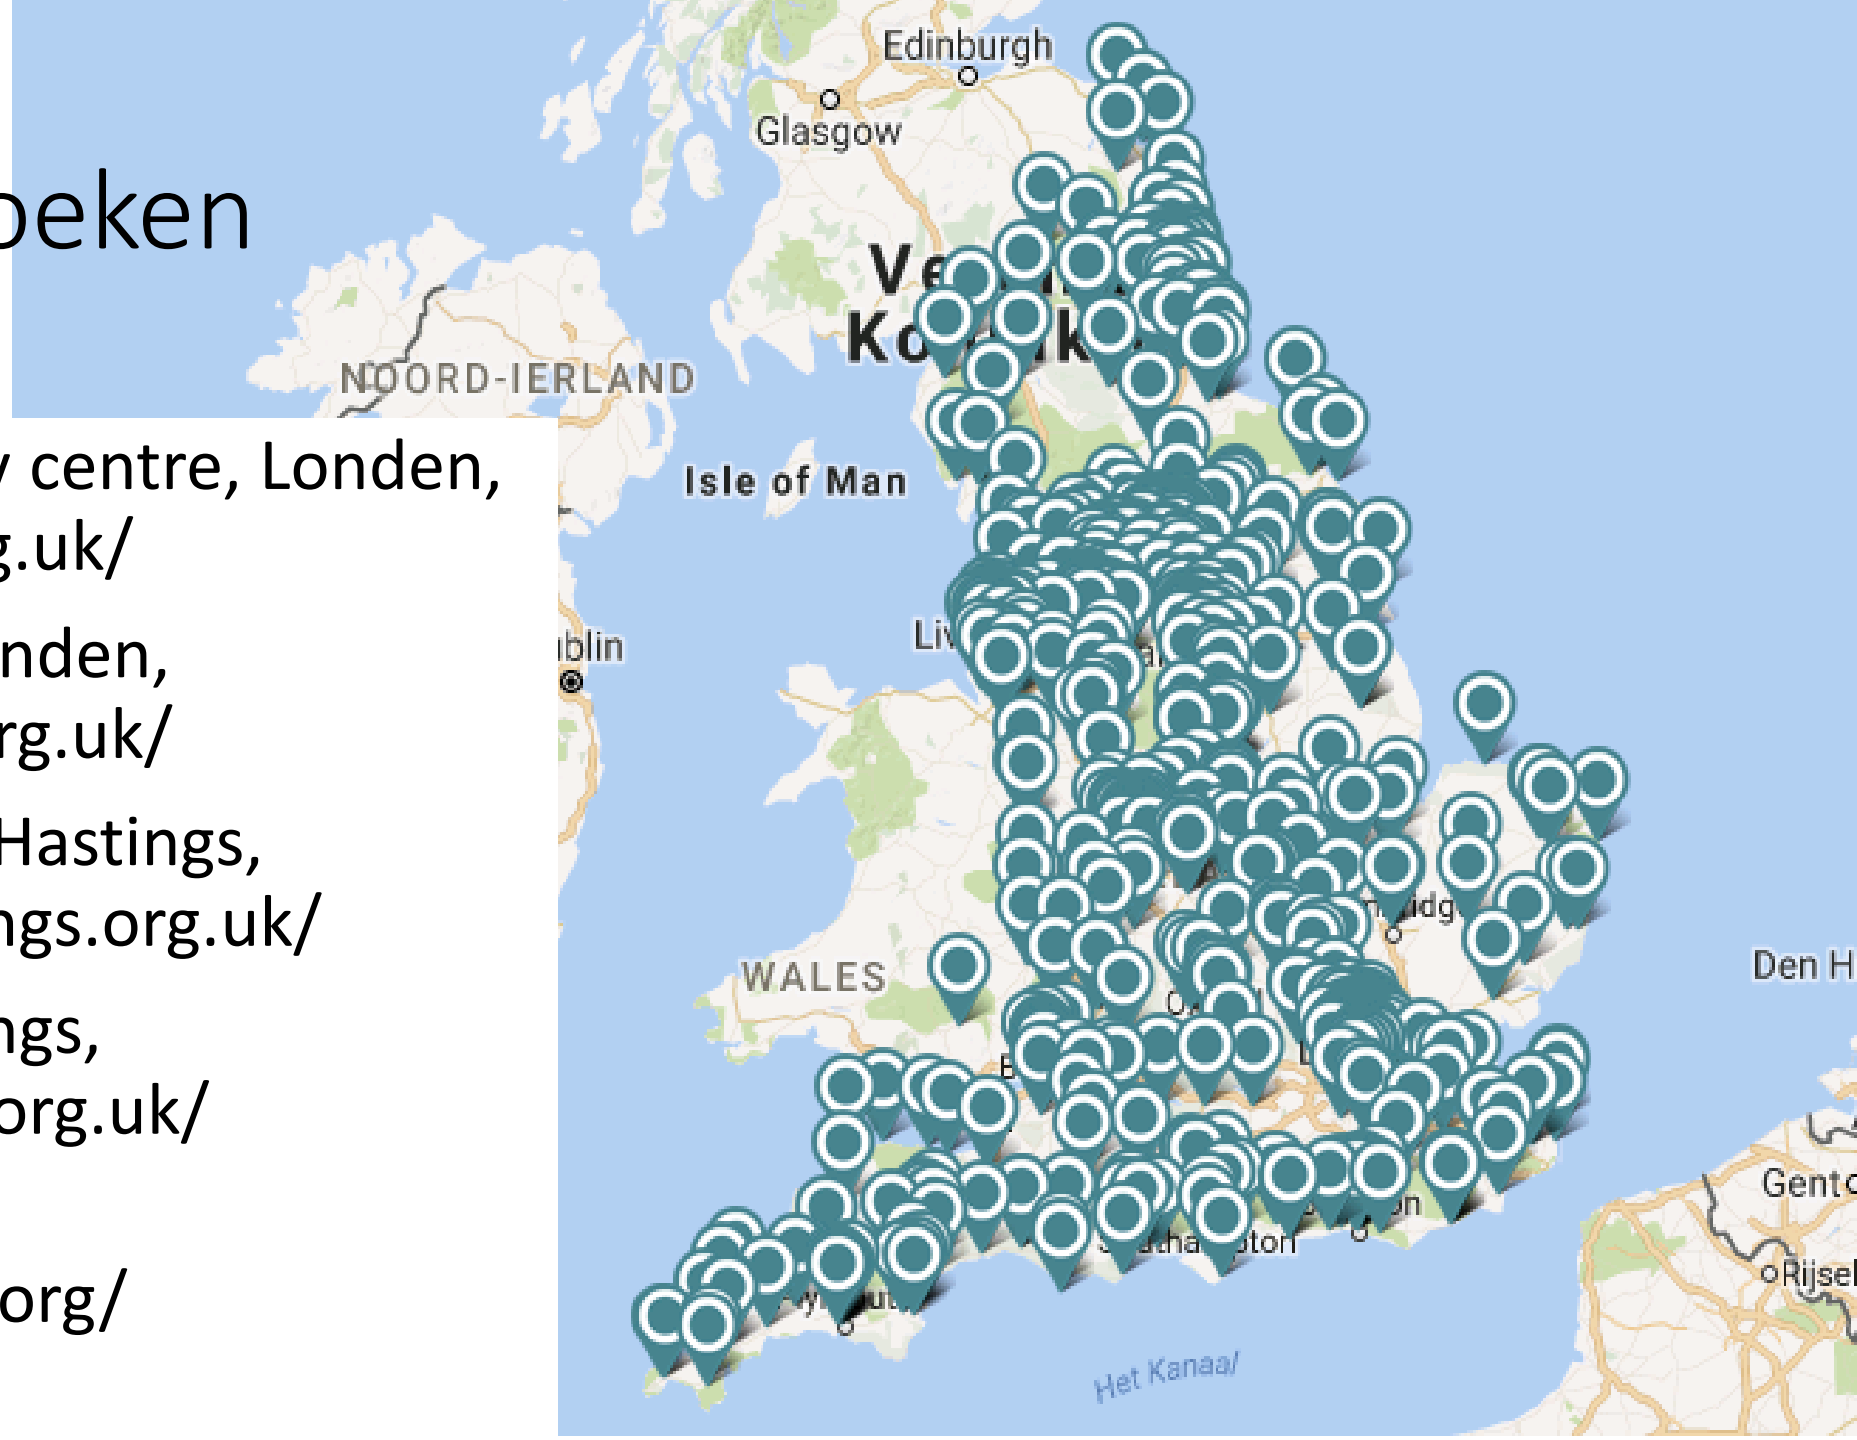 oeken
centre, Londen,
g.uk/
nden,
rg.uk/
Hastings,
ngs.org.uk/
ngs,
org.uk/
org/
Edinburgh
Glasgow
NOORD-IERLAND
Isle of Man
blin
WALES
Den H
Gent
Rijsel
Het Kanaal